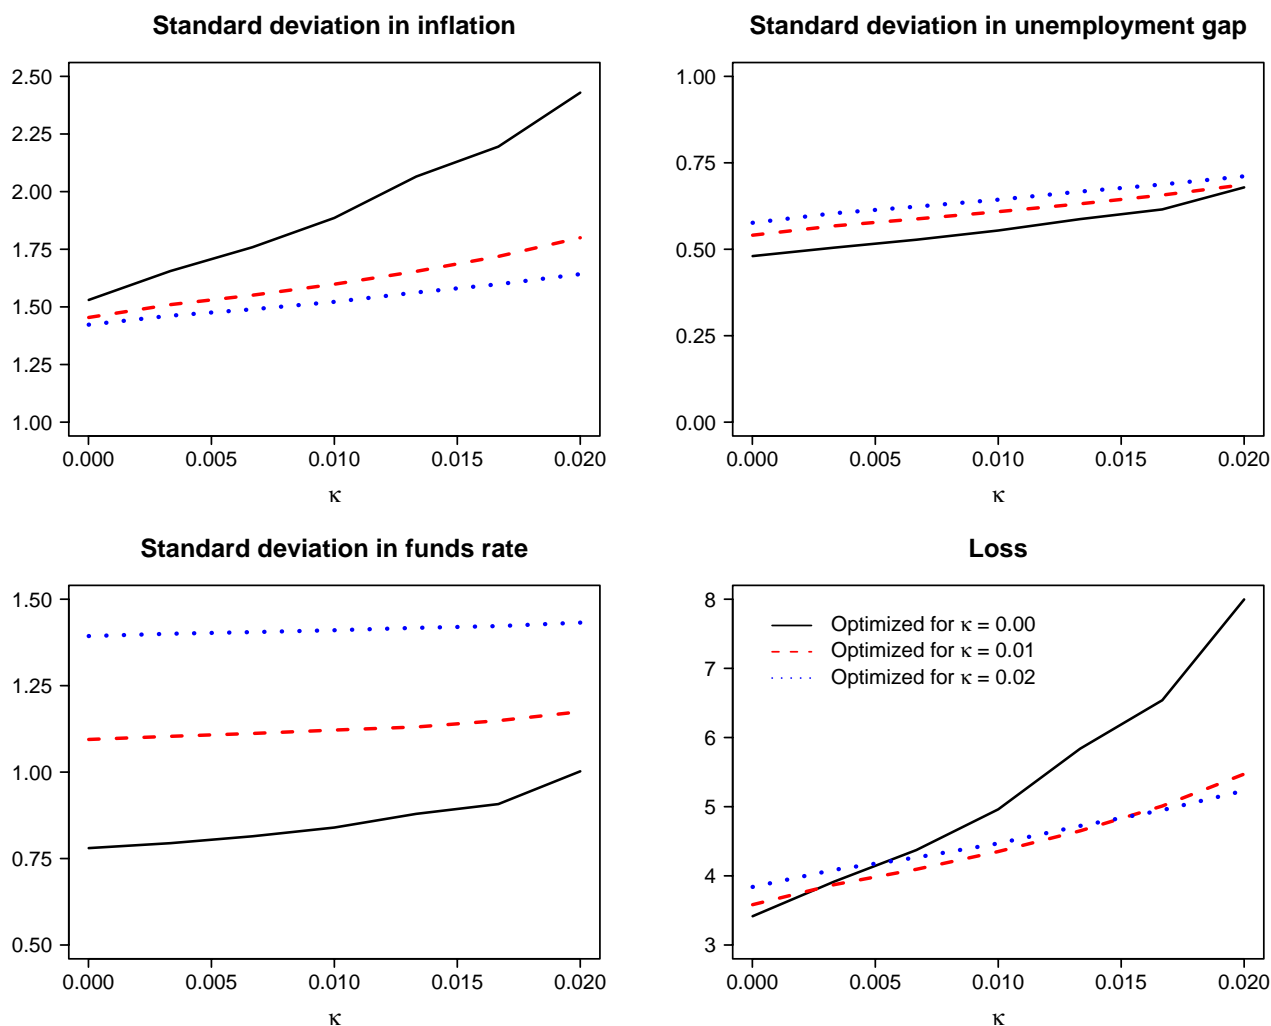 Standard deviation in inflation
2.50
2.25
2.00
1.75
1.50
1.25
1.00
0.000 0.005 0.010 0.015 0.020
κ
Standard deviation in unemployment gap
1.00
0.75
0.50
0.25
0.00
0.000 0.005 0.010 0.015 0.020
κ
Standard deviation in funds rate
1.50
1.25
1.00
0.75
0.50
0.000 0.005 0.010 0.015 0.020
κ
Loss
8
7
6
5
4
3
Optimized for κ = 0.00
Optimized for κ = 0.01
Optimized for κ = 0.02
0.000 0.005 0.010 0.015 0.020
κ